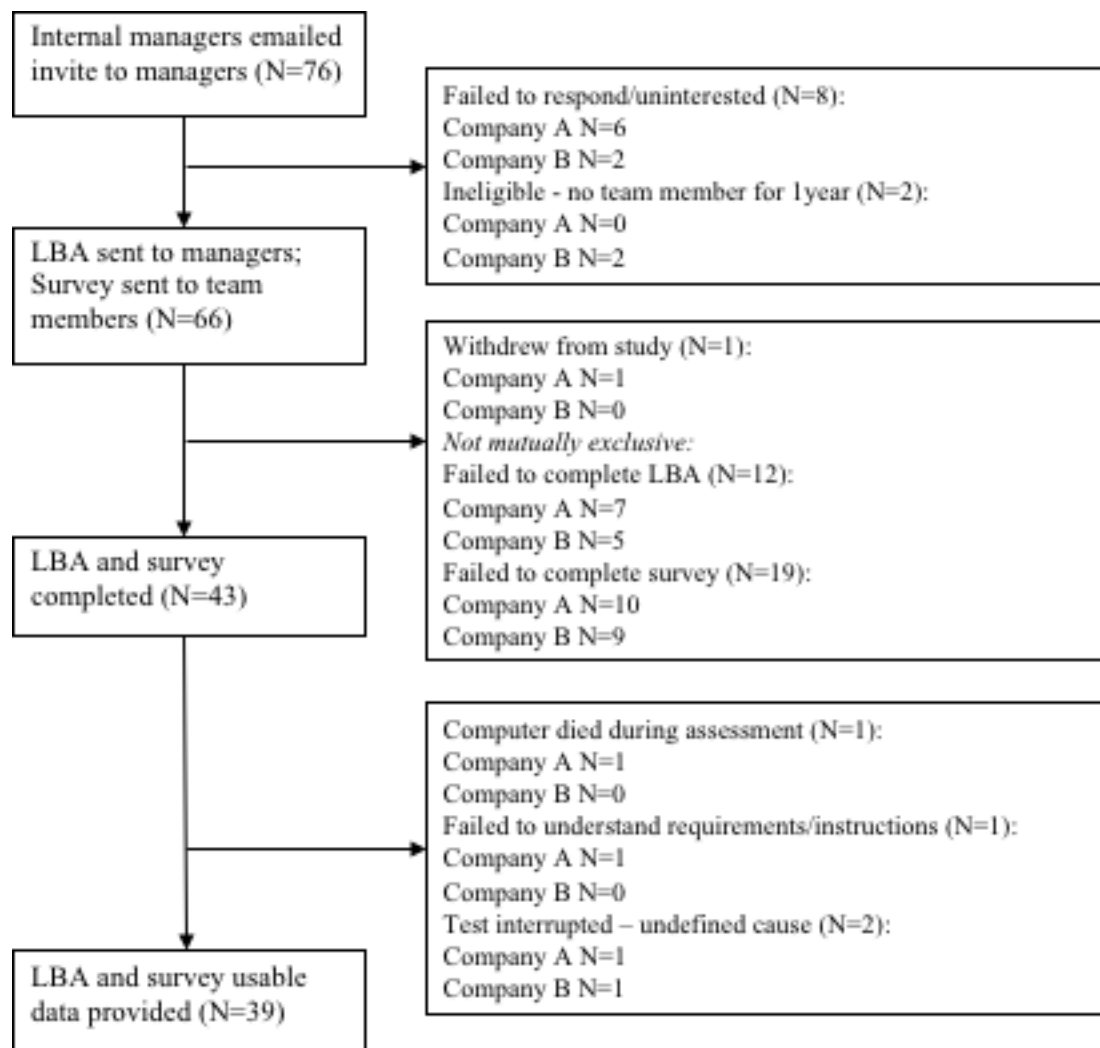 Internal managers emailed
invite to managers (N=76)
Failed to respond/uninterested (N=8):
Company A N=6
Company B N=2
Ineligible - no team member for 1year (N=2):
Company A N=0
Company B N=2
LBA sent to managers;
Survey sent to team
members (N=66)
Withdrew from study (N=1):
Company A N=1
Company B N=0
Not mutually exclusive:
Failed to complete LBA (N=12):
Company A N=7
Company B N=5
Failed to complete survey (N=19):
Company A N=10
Company B N=9
LBA and survey
completed (N=43)
Computer died during assessment (N=1):
Company A N=1
Company B N=0
Failed to understand requirements/instructions (N=1):
Company A N=1
Company B N=0
Test interrupted – undefined cause (N=2):
Company A N=1
Company B N=1
LBA and survey usable
data provided (N=39)